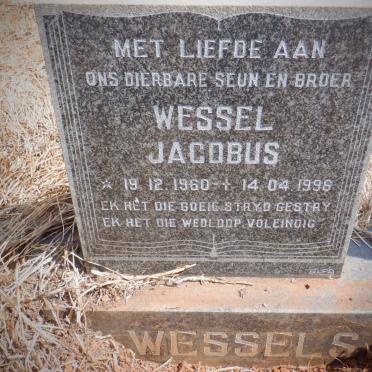 MET LIEFDE AAN
ONS DIERBARE SEUN EN BROER
WESSEL
JACOBUS
☆ 19.12.1960 - ✝ 14.04.1996
EK HET DIE GOEIE STRYD GESTRY
EK HET DIE WEDLOOP VOLEINDIG
WESSELS